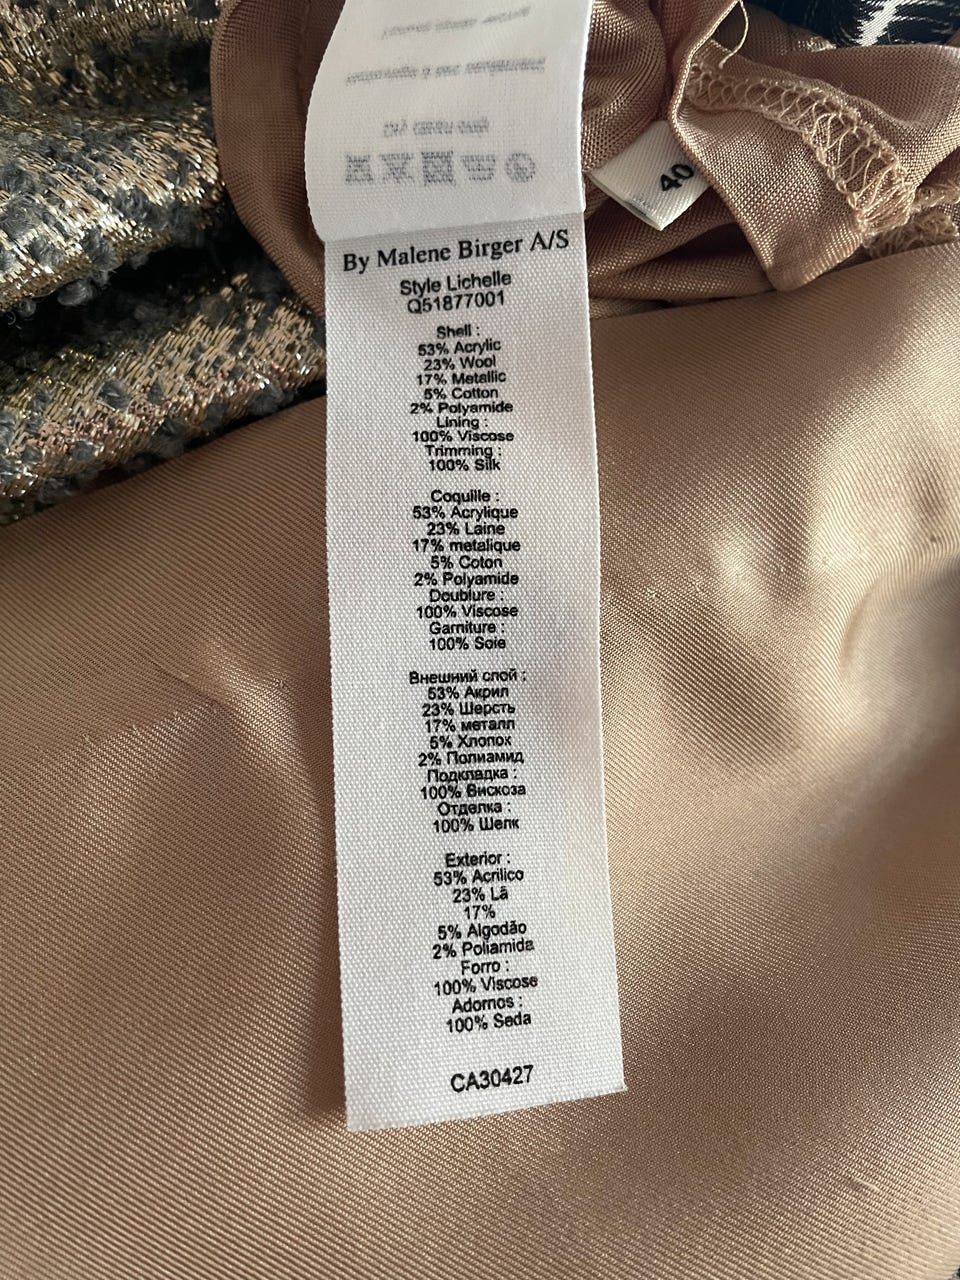 40
By Malene Birger A/S
Style Lichelle
Q51877001
Shell :
53% Acrylic
23% Wool
17% Metallic
5% Cotton
2% Polyamide
Lining :
100% Viscose
Trimming :
100% Silk
Coquille :
53% Acrylique
23% Laine
17% metalique
5% Coton
2% Polyamide
Doublure :
100% Viscose
Garniture :
100% Soie
Внешний слой :
53% Акрил
23% Шерсть
17% металл
5% Хлопох
2% Полиамид
Подкладка :
100% Вискоза
Отделка :
100% Шелк
Exterior :
53% Acrilico
23% Lã
17%
5% Algodão
2% Poliamida
Forro :
100% Viscose
Adornos :
100% Seda
CA30427